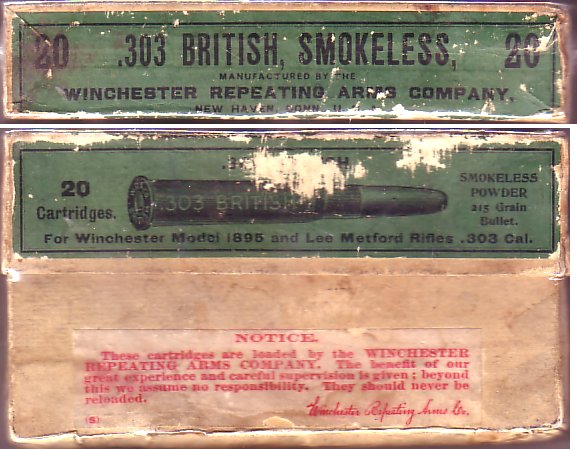 20 .303 BRITISH, SMOKELESS, 20
MANUFACTURED BY THE
WINCHESTER REPEATING ARMS COMPANY,
NEW HAVEN, CONN. U. S.
20
Cartridges.
.303 BRITISH
SMOKELESS
POWDER
215 Grain
Bullet.
For Winchester Model 1895 and Lee Metford Rifles .303 Cal.
NOTICE.
These cartridges are loaded by the WINCHESTER
REPEATING ARMS COMPANY. The benefit of our
great experience and careful supervision is given; beyond
this we assume no responsibility. They should never be
reloaded.
(S)
Winchester Repeating Arms Co.